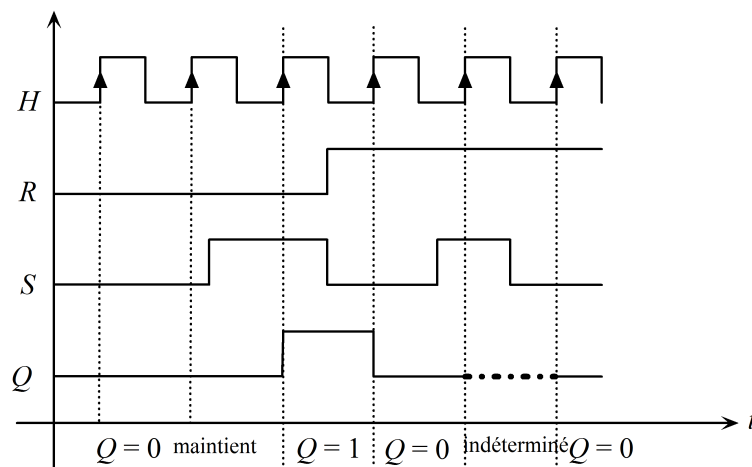 H
R
S
Q
t
Q = 0 maintient Q = 1 Q = 0 indéterminé Q = 0